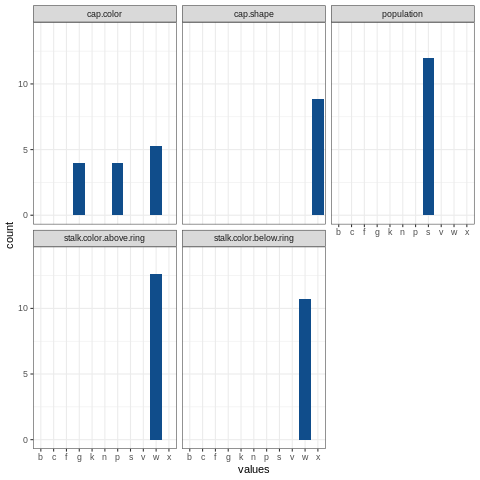 cap.color cap.shape population
10
5
0
b c f g k n p s v w x
stalk.color.above.ring stalk.color.below.ring
10
5
0
b c f g k n p s v w x b c f g k n p s v w x
count
values